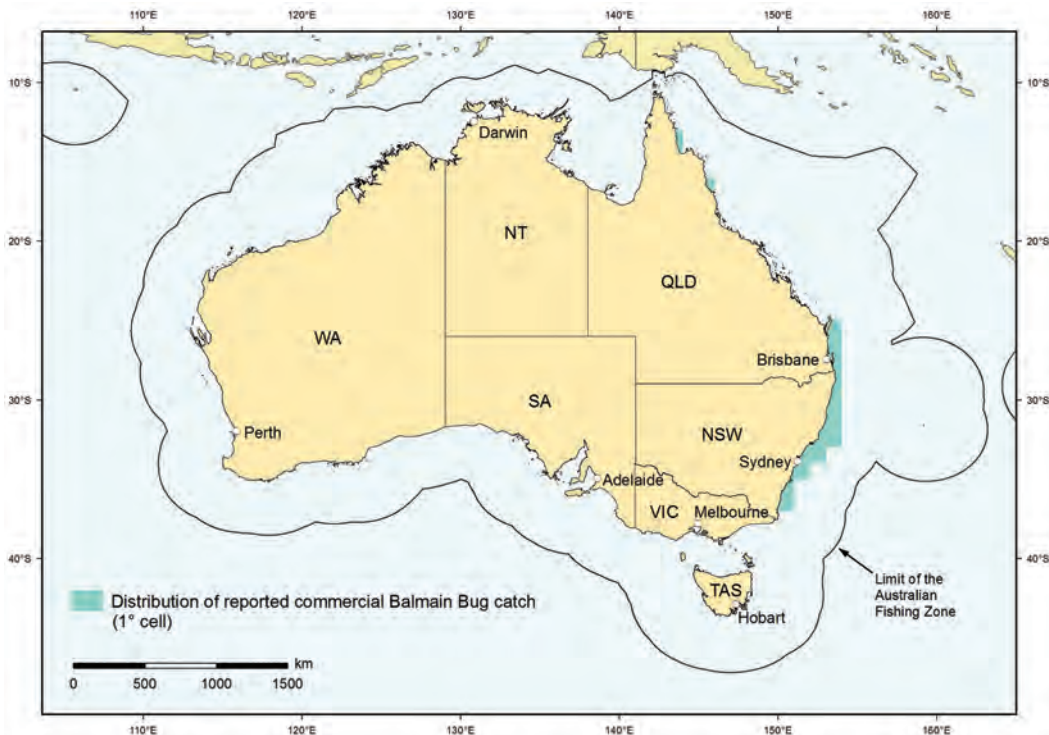 110°E 120°E 130°E 140°E 150°E 160°E
10°S 10°S
Darwin
NT
20°S 20°S
QLD
WA
Brisbane
SA
30°S 30°S
Perth
NSW
Sydney
Adelaide
VIC Melbourne
40°S 40°S
Limit of the
Australian
Fishing Zone
TAS
Hobart
Distribution of reported commercial Balmain Bug catch
(1° cell)
km
0 500 1000 1500
110°E 120°E 130°E 140°E 150°E 160°E